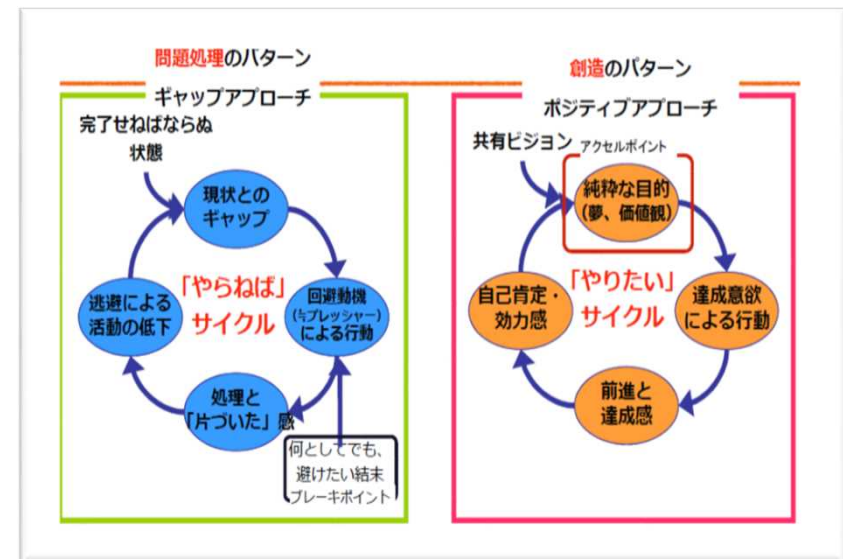 問題処理のパターン
ギャップアプローチ
完了せねばならぬ
状態
現状との
ギャップ
「やらねば」
サイクル
回避動機
(≒プレッシャー)
による行動
処理と
「片づいた」感
逃避による
活動の低下
何としてでも、
避けたい結末
ブレーキポイント
創造のパターン
ポジティブアプローチ
共有ビジョン
アクセルポイント
純粋な目的
(夢、価値観)
「やりたい」
サイクル
達成意欲
による行動
前進と
達成感
自己肯定・
効力感